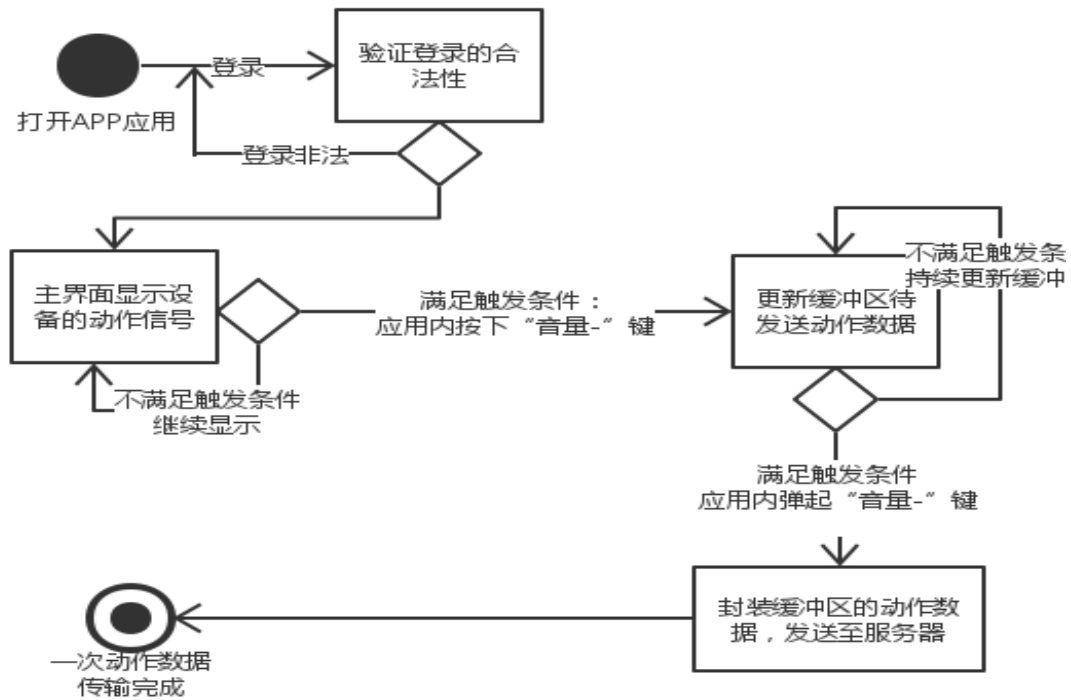 验证登录的合
法性
登录
打开APP应用
登录非法
主界面显示设
备的动作信号
满足触发条件：
应用内按下“音量-”键
更新缓冲区待
发送动作数据
不满足触发条
持续更新缓冲
不满足触发条件
继续显示
满足触发条件
应用内弹起“音量-”键
封装缓冲区的动作数
据，发送至服务器
一次动作数据
传输完成